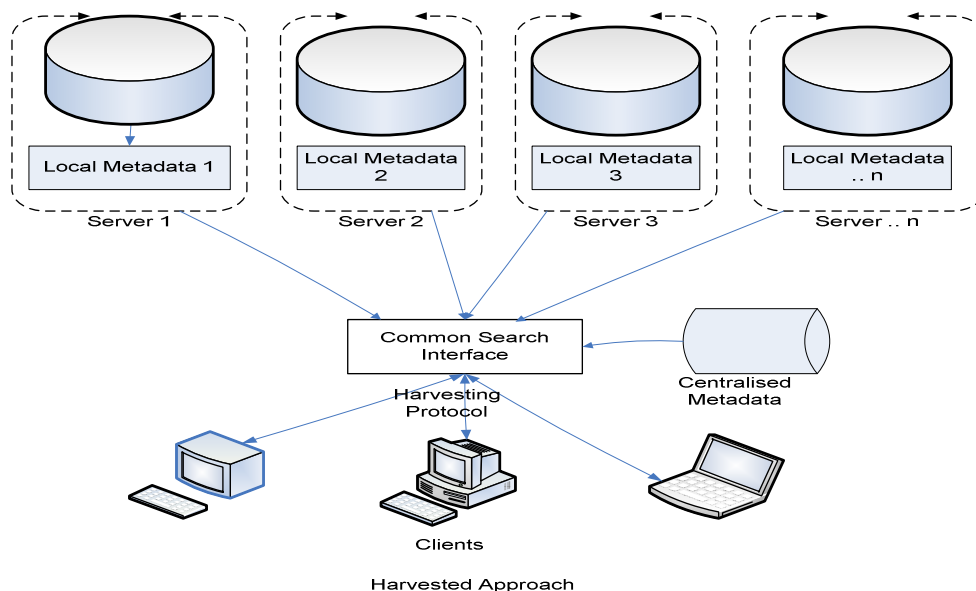 Local Metadata 1
Local Metadata
2
Local Metadata
3
Local Metadata
.. n
Server 1
Server 2
Server 3
Server .. n
Common Search
Interface
Centralised
Metadata
Harvesting
Protocol
Clients
Harvested Approach